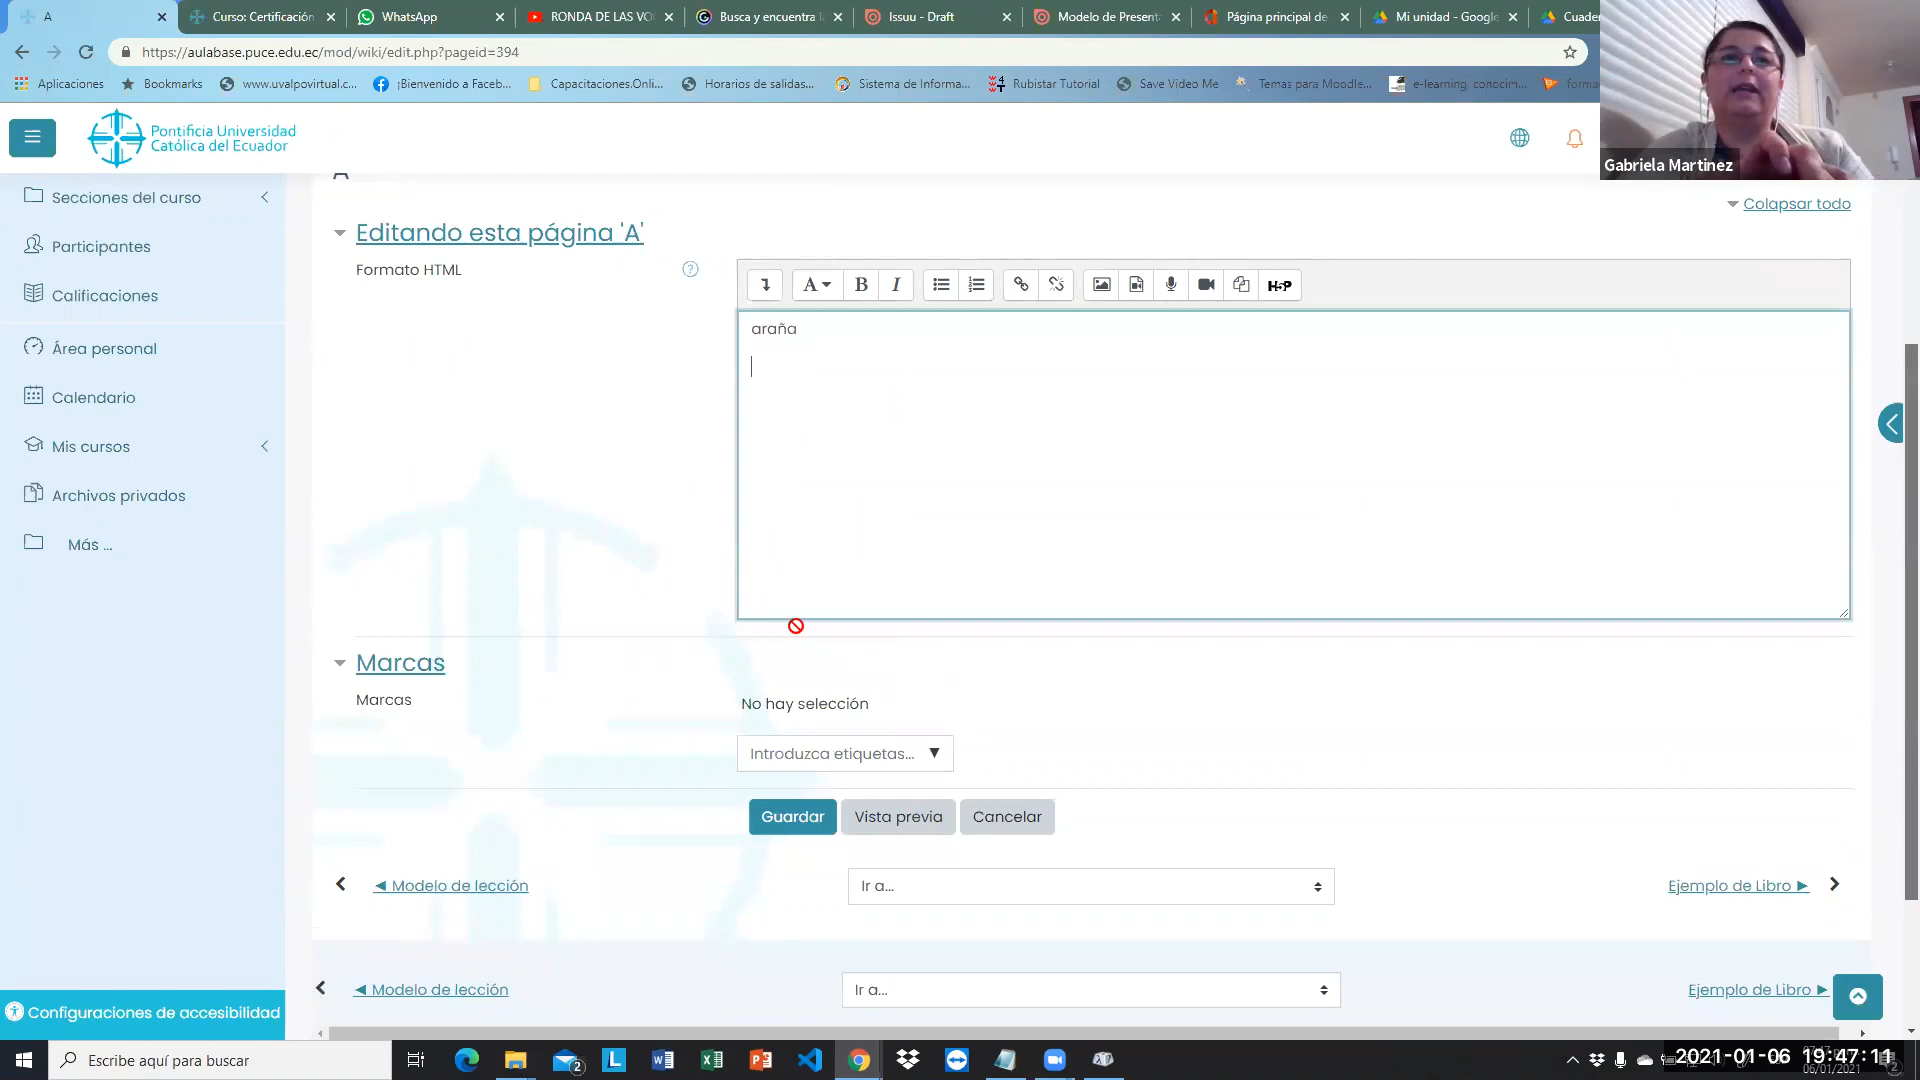 A
Curso: Certificación
WhatsApp
RONDA DE LAS VO
Busca y encuentra
Issuu - Draft
Modelo de Present
Página principal de
Mi unidad - Google
Cuade
https://aulabase.puce.edu.ec/mod/wiki/edit.php?pageid=394
Aplicaciones
Bookmarks
www.uvalpovirtual.c...
¡Bienvenido a Faceb...
Capacitaciones.Onli...
Horarios de salidas...
Sistema de Informa...
Rubistar Tutorial
Save Video Me
Temas para Moodle...
e-learning, conocim...
forma
Pontificia Universidad
Católica del Ecuador
Gabriela Martinez
A
Secciones del curso
Participantes
Calificaciones
Área personal
Calendario
Mis cursos
Archivos privados
Más ...
Configuraciones de accesibilidad
Colapsar todo
Editando esta página 'A'
Formato HTML
A B I
H5P
araña
Marcas
Marcas
No hay selección
Introduzca etiquetas... ▼
Guardar
Vista previa
Cancelar
◄ Modelo de lección
Ir a...
Ejemplo de Libro ►
◄ Modelo de lección
Ir a...
Ejemplo de Libro ►
Escribe aquí para buscar
2021-01-06 19:47:11
06/01/2021